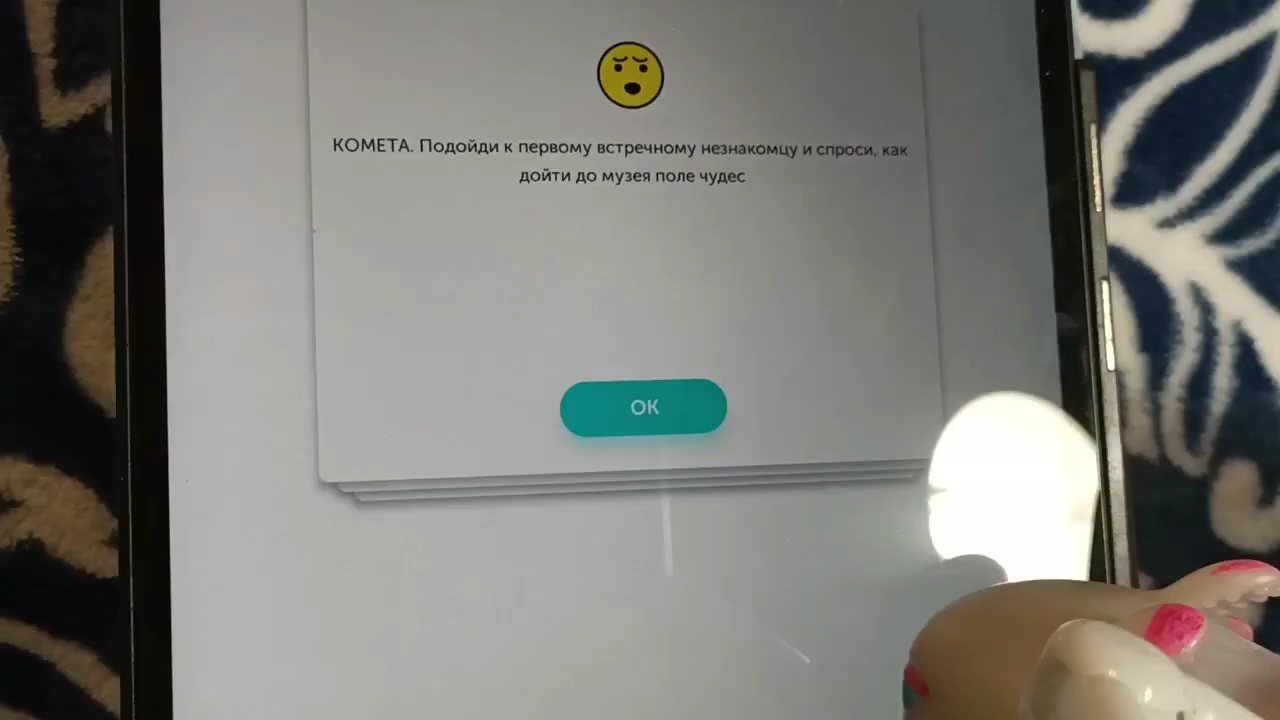 КОМЕТА. Подойди к первому встречному незнакомцу и спроси, как
дойти до музея поле чудес
ОК